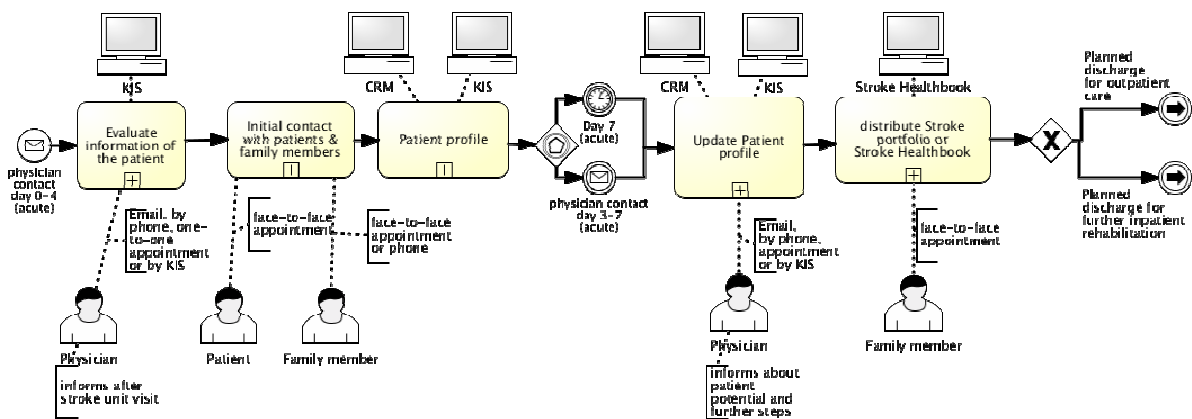 KIS
CRM
KIS
CRM
KIS
Stroke Healthbook
Evaluate
information of
the patient
Initial contact
with patients &
family members
Patient profile
Day 7
(acute)
Update Patient
profile
distribute Stroke
portfolio or
Stroke Healthbook
Planned
discharge
for outpatient
care
physician
contact
day 0-4
(acute)
physician contact
day 3-7
(acute)
Planned
discharge for
further inpatient
rehabilitation
Email, by
phone, one-
to-one
appointment
or by KIS
face-to-face
appointment
face-to-face
appointment
or phone
Email,
by phone,
appointment
or by KIS
face-to-face
appointment
Physician
Patient
Family member
Physician
Family member
informs after
stroke unit visit
informs about
patient
potential and
further steps